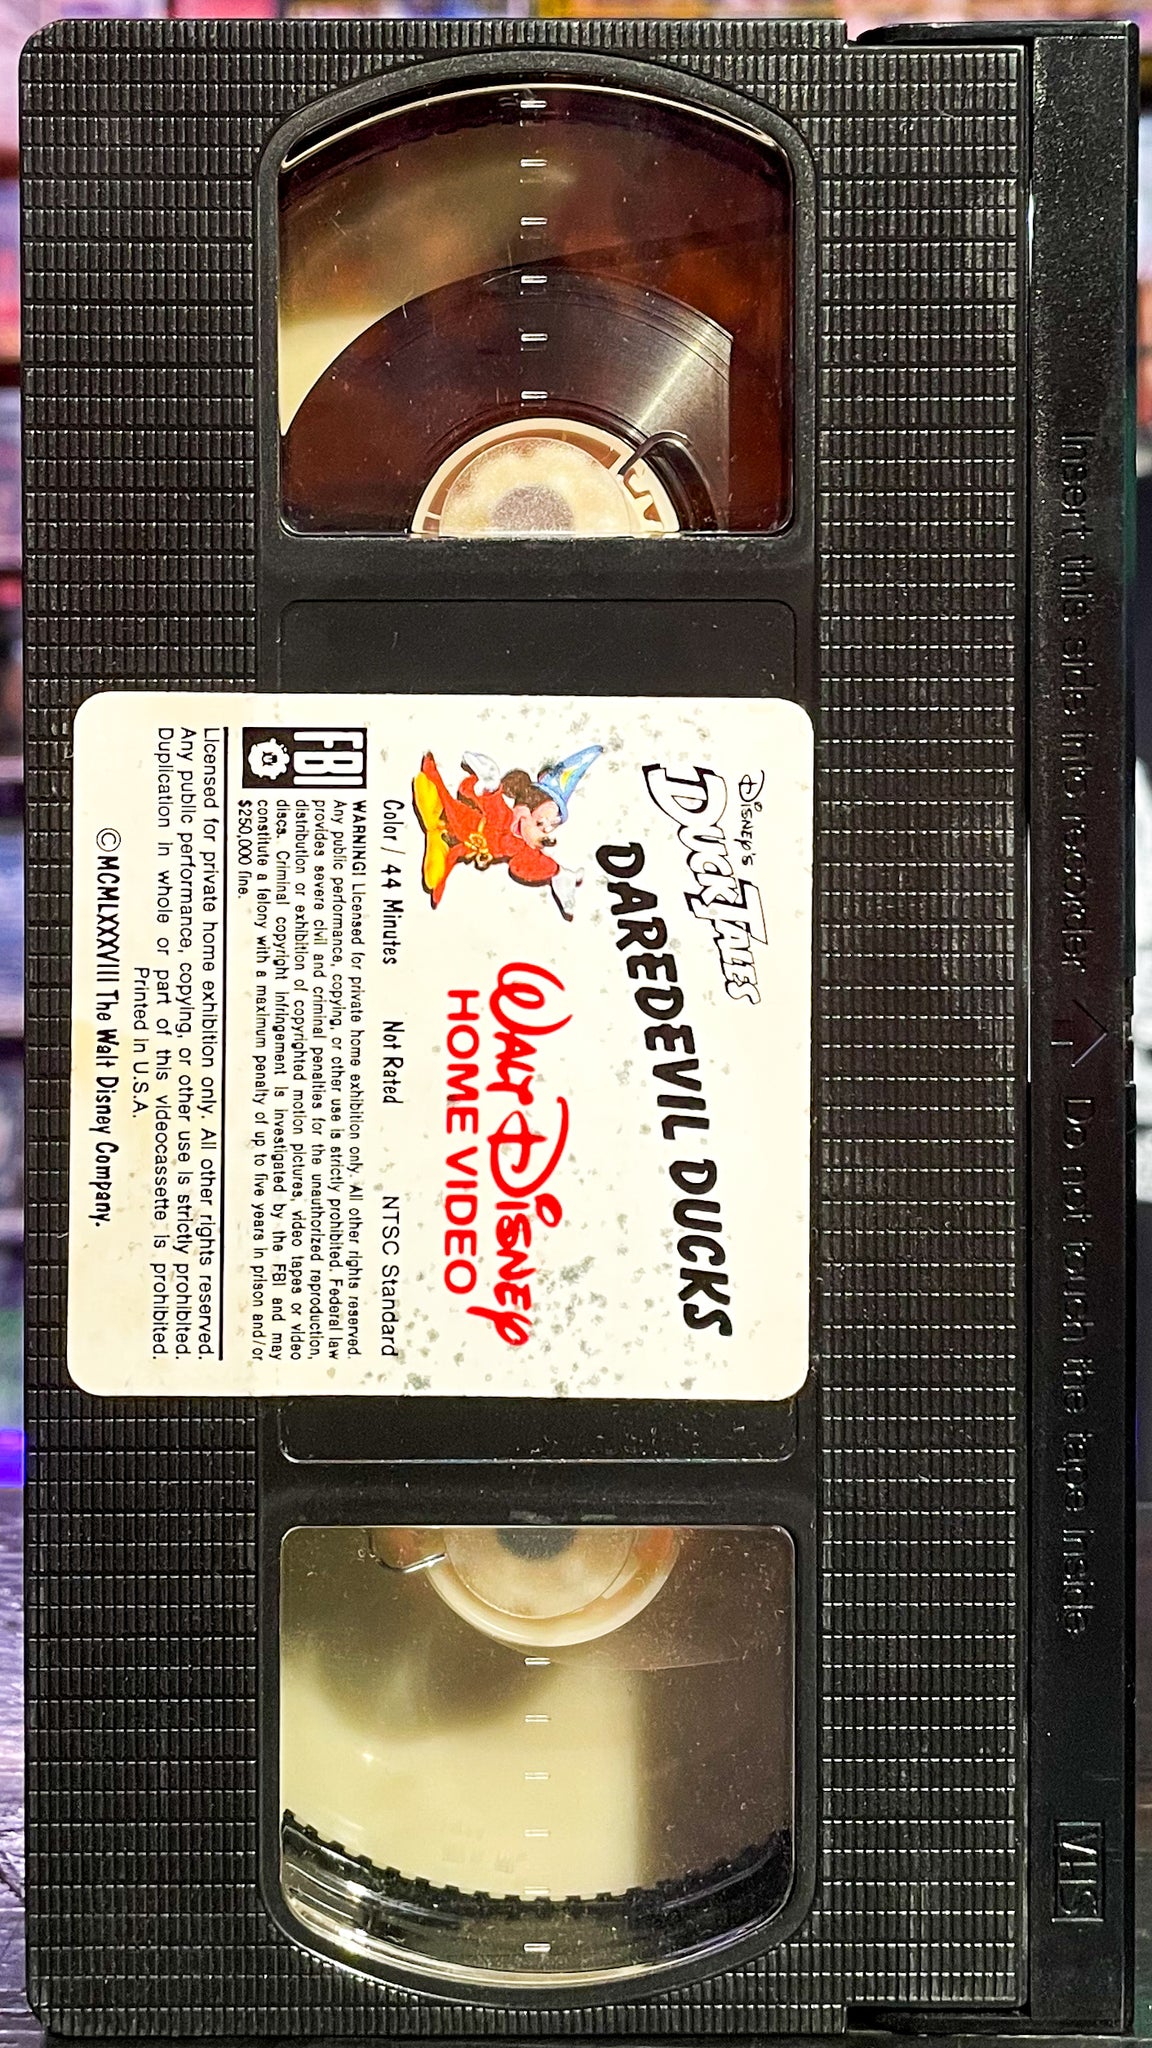 Insert this side into recorder
Do not touch the tape inside
VHS
Disney's
DUCKTALES
DAREDEVIL DUCKS
WALT DISNEY
HOME VIDEO
Color / 44 Minutes Not Rated NTSC Standard
FBI
WARNING! Licensed for private home exhibition only. All other rights reserved.
Any public performance, copying, or other use is strictly prohibited. Federal law
provides severe civil and criminal penalties for the unauthorized reproduction,
distribution or exhibition of copyrighted motion pictures, video tapes or video
discs. Criminal copyright infringement is investigated by the FBI and may
constitute a felony with a maximum penalty of up to five years in prison and/or
$250,000 fine.
Licensed for private home exhibition only. All other rights reserved.
Any public performance, copying, or other use is strictly prohibited.
Duplication in whole or part of this videocassette is prohibited.
Printed in U.S.A.
©MCMLXXXVIII The Walt Disney Company.